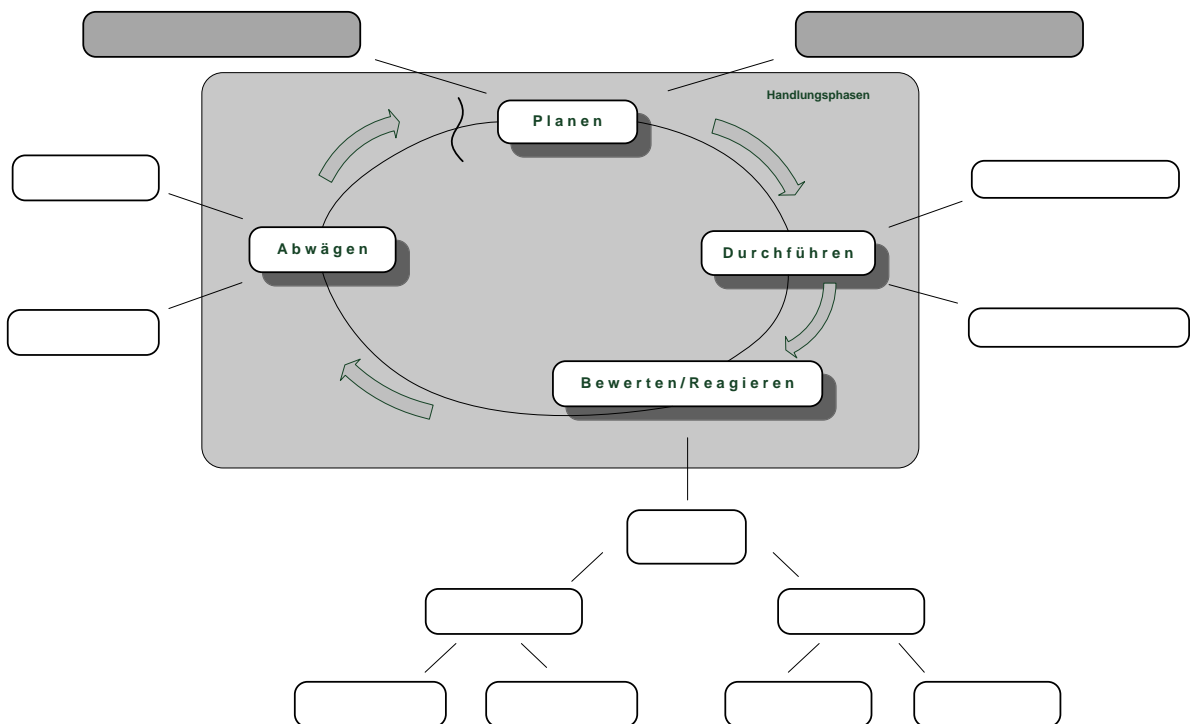 Handlungsphasen
Planen
Abwägen
Durchführen
Bewerten/Reagieren